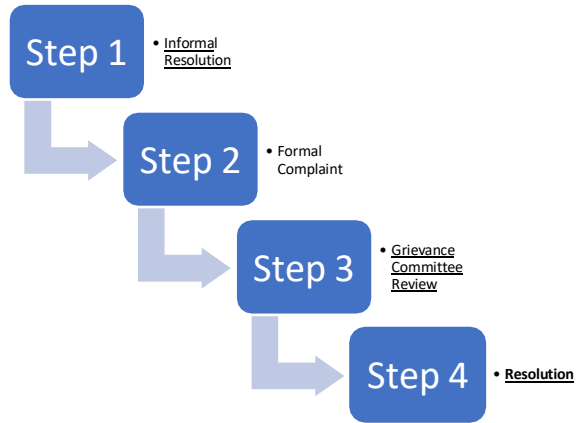 Step 1
• Informal
Resolution
Step 2
• Formal
Complaint
Step 3
• Grievance
Committee
Review
Step 4
• Resolution